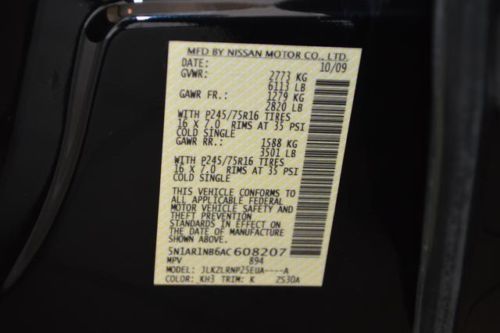 MFD BY NISSAN MOTOR CO., LTD.
DATE: 10/09
GVWR: 2773 KG
6113 LB
GAWR FR.: 1279 KG
2820 LB
WITH P245/75R16 TIRES
16 X 7.0 RIMS AT 35 PSI
COLD SINGLE
GAWR RR.: 1588 KG
3501 LB
WITH P245/75R16 TIRES
16 X 7.0 RIMS AT 35 PSI
COLD SINGLE
THIS VEHICLE CONFORMS TO
ALL APPLICABLE FEDERAL
MOTOR VEHICLE SAFETY AND
THEFT PREVENTION
STANDARDS IN EFFECT ON
THE DATE OF MANUFACTURE
SHOWN ABOVE.
5N1AR1NB6AC608207
MPV 894
MODEL: JLKZLRNP25EUA----A
COLOR: KH3 TRIM: K 2530A